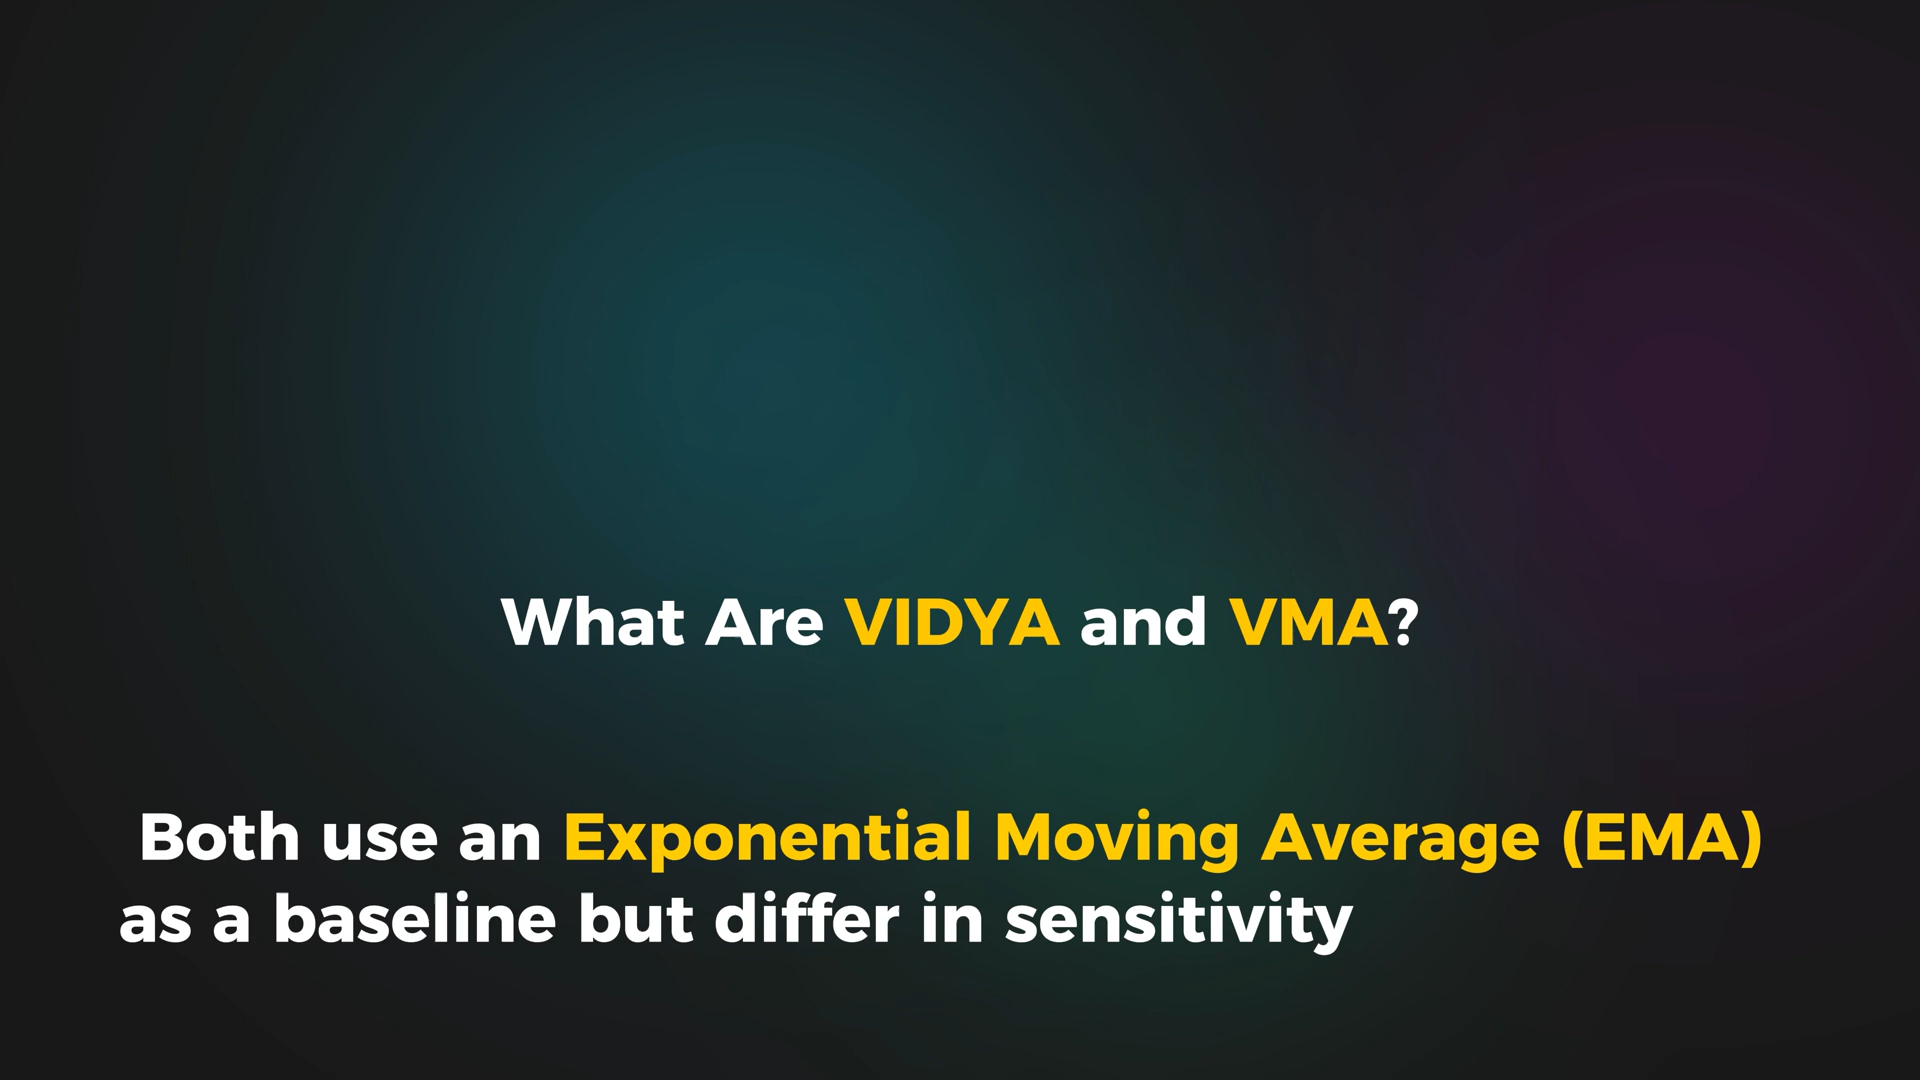 What Are VIDYA and VMA?
Both use an Exponential Moving Average (EMA)
as a baseline but differ in sensitivity